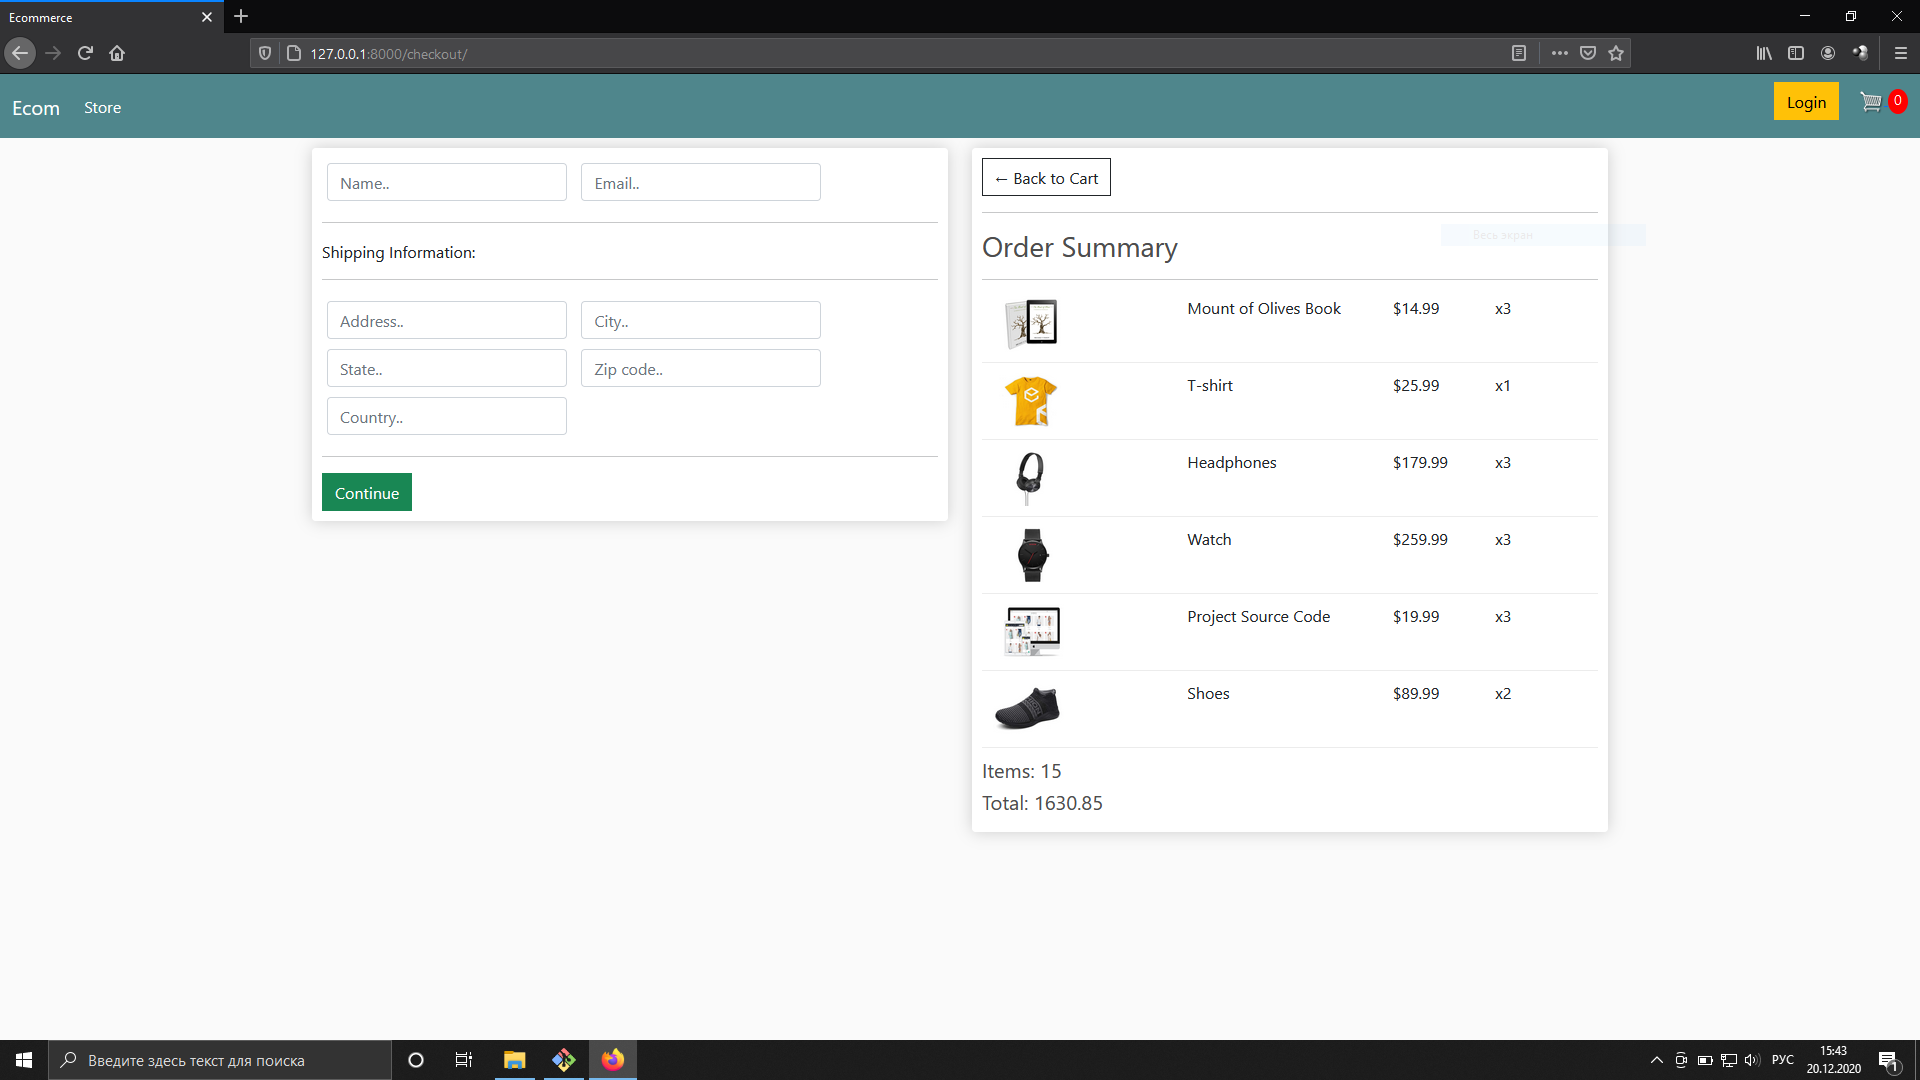 Ecommerce
127.0.0.1:8000/checkout/
Ecom
Store
Login
0
Name..
Email..
Shipping Information:
Address..
City..
State..
Zip code..
Country..
Continue
← Back to Cart
Весь экран
Order Summary
Mount of Olives Book $14.99 x3
T-shirt $25.99 x1
Headphones $179.99 x3
Watch $259.99 x3
Project Source Code $19.99 x3
Shoes $89.99 x2
Items: 15
Total: 1630.85
Введите здесь текст для поиска
РУС
15:43
20.12.2020
1